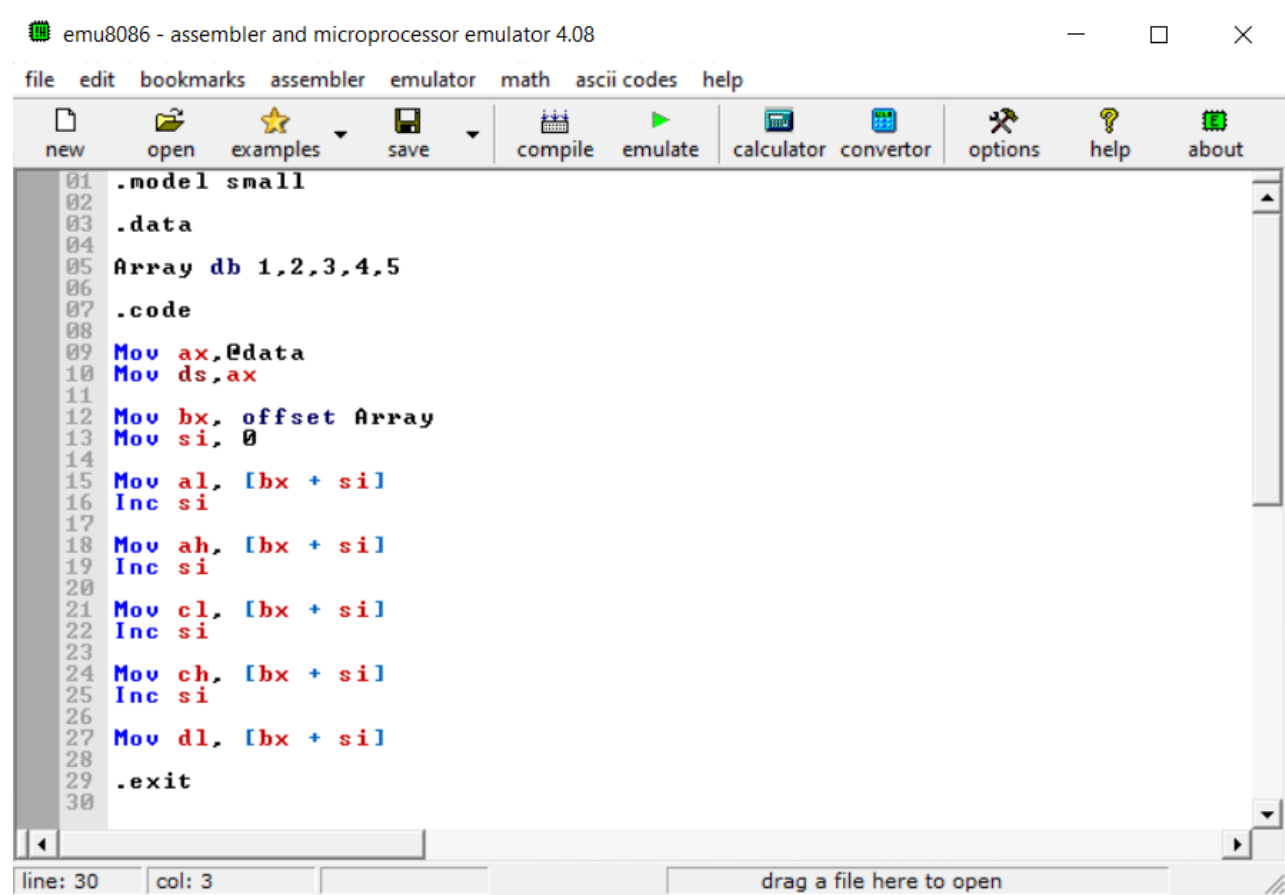 emu8086 - assembler and microprocessor emulator 4.08
file edit bookmarks assembler emulator math ascii codes help
new open examples save compile emulate calculator convertor options help about
01 .model small
02
03 .data
04
05 Array db 1,2,3,4,5
06
07 .code
08
09 Mov ax,@data
10 Mov ds,ax
11
12 Mov bx, offset Array
13 Mov si, 0
14
15 Mov al, [bx + si]
16 Inc si
17
18 Mov ah, [bx + si]
19 Inc si
20
21 Mov cl, [bx + si]
22 Inc si
23
24 Mov ch, [bx + si]
25 Inc si
26
27 Mov dl, [bx + si]
28
29 .exit
30
line: 30 col: 3 drag a file here to open